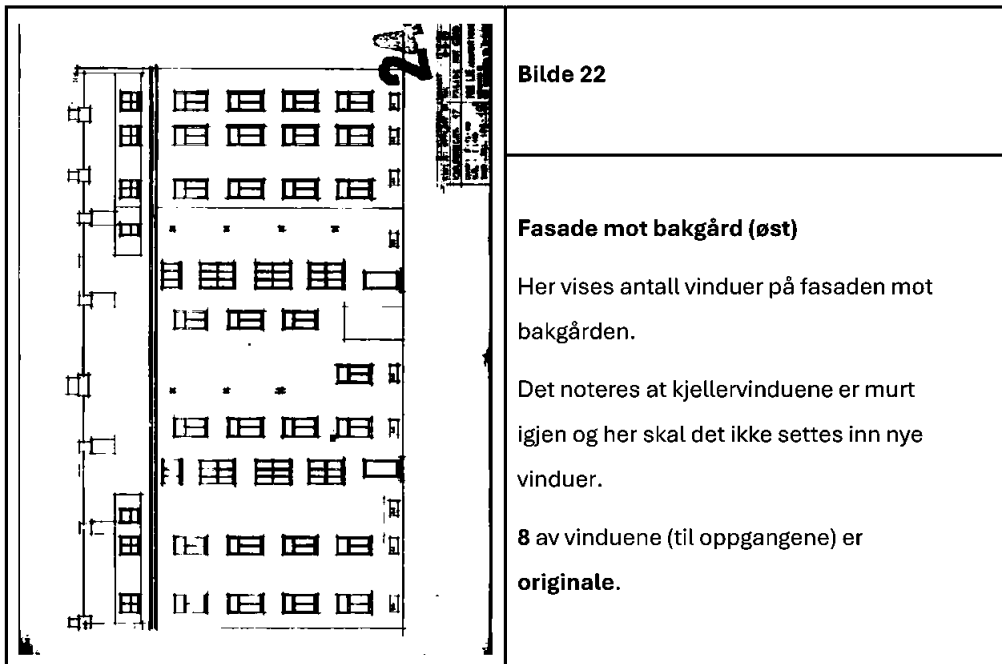 24
Bilde 22
Fasade mot bakgård (øst)
Her vises antall vinduer på fasaden mot
bakgården.
Det noteres at kjellervinduene er murt
igjen og her skal det ikke settes inn nye
vinduer.
8 av vinduene (til oppgangene) er
originale.